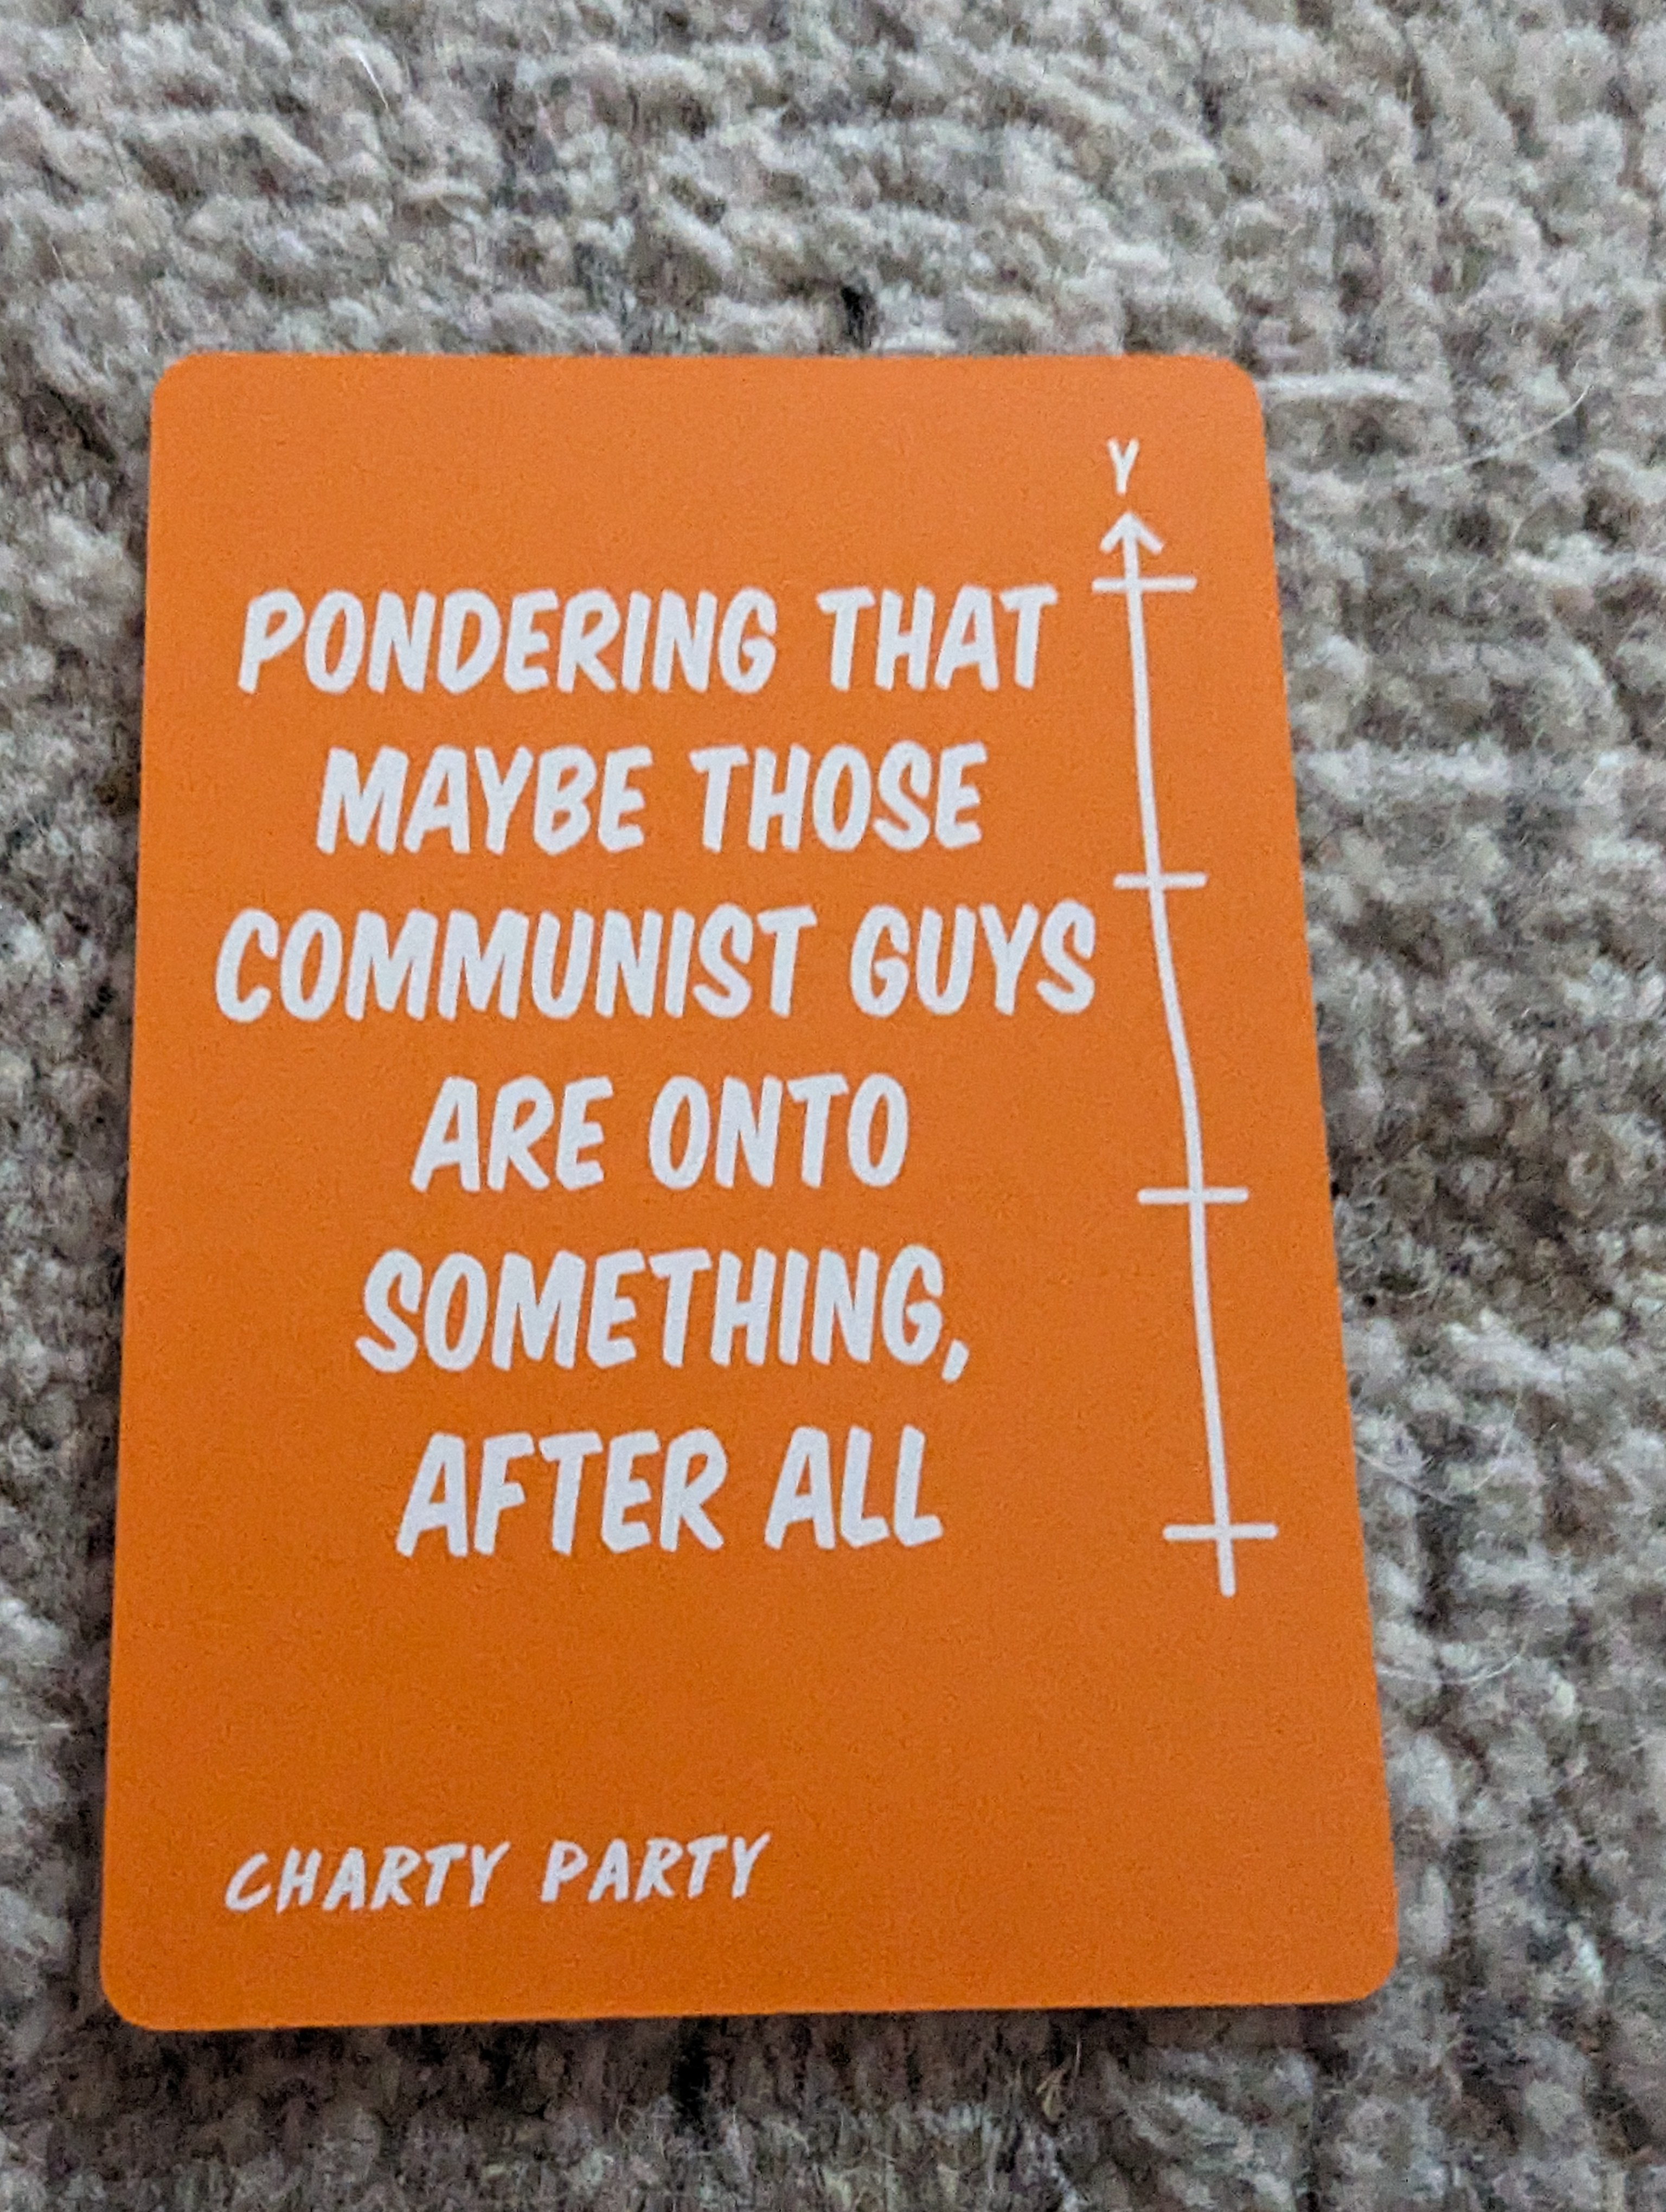 Y
PONDERING THAT
MAYBE THOSE
COMMUNIST GUYS
ARE ONTO
SOMETHING,
AFTER ALL
CHARTY PARTY